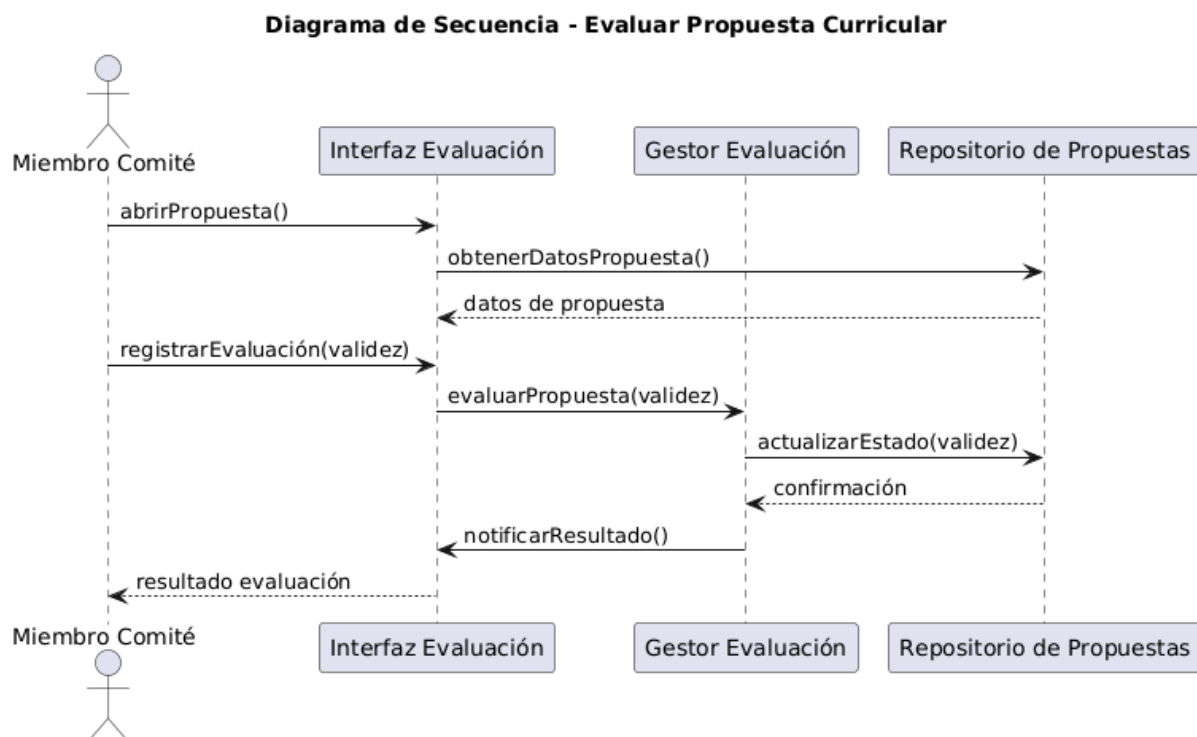 Diagrama de Secuencia - Evaluar Propuesta Curricular
Miembro Comité
Interfaz Evaluación
Gestor Evaluación
Repositorio de Propuestas
abrirPropuesta()
obtenerDatosPropuesta()
datos de propuesta
registrarEvaluación(validez)
evaluarPropuesta(validez)
actualizarEstado(validez)
confirmación
notificarResultado()
resultado evaluación
Miembro Comité
Interfaz Evaluación
Gestor Evaluación
Repositorio de Propuestas